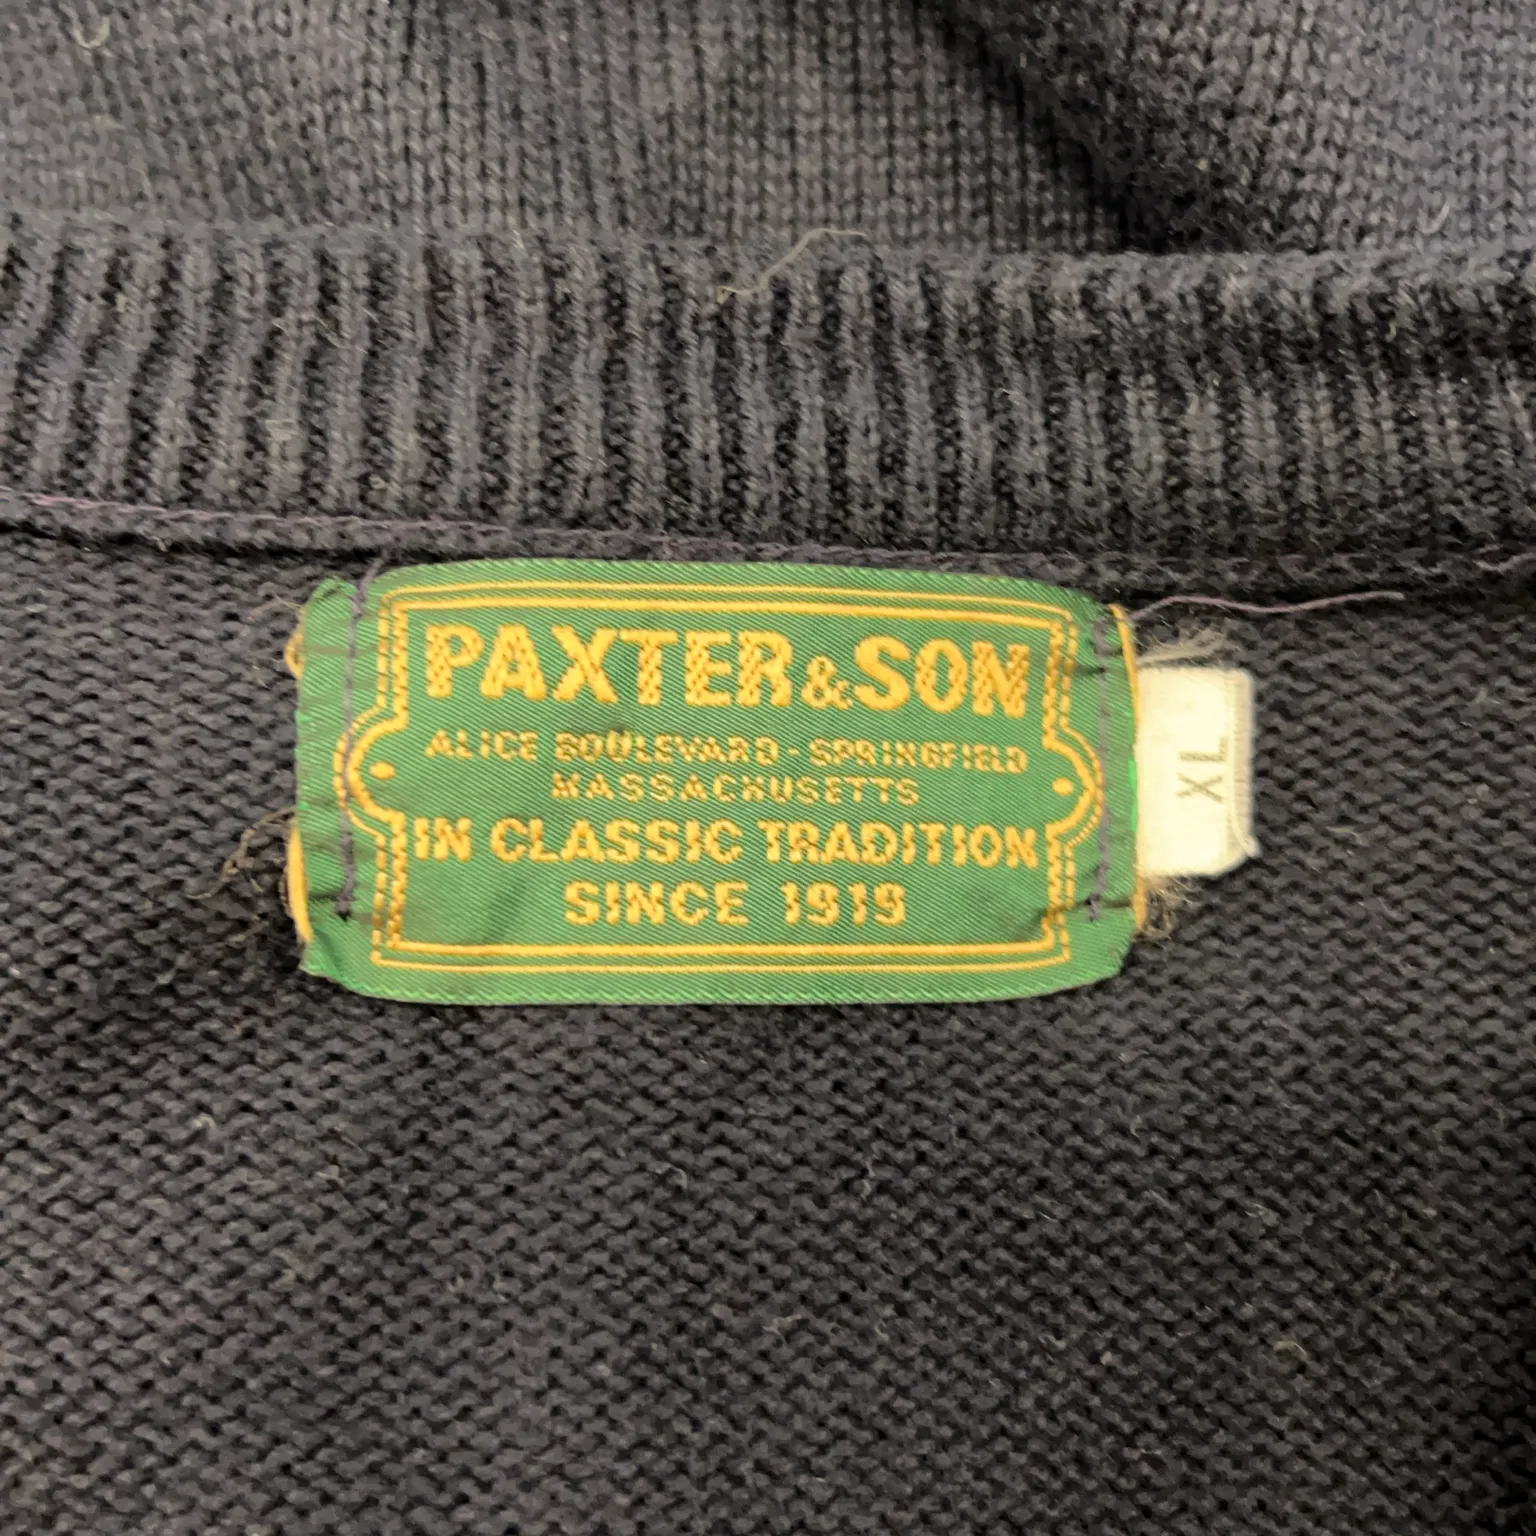 PAXTER & SON
ALICE BOULEVARD - SPRINGFIELD
MASSACHUSETTS
IN CLASSIC TRADITION
SINCE 1919
XL